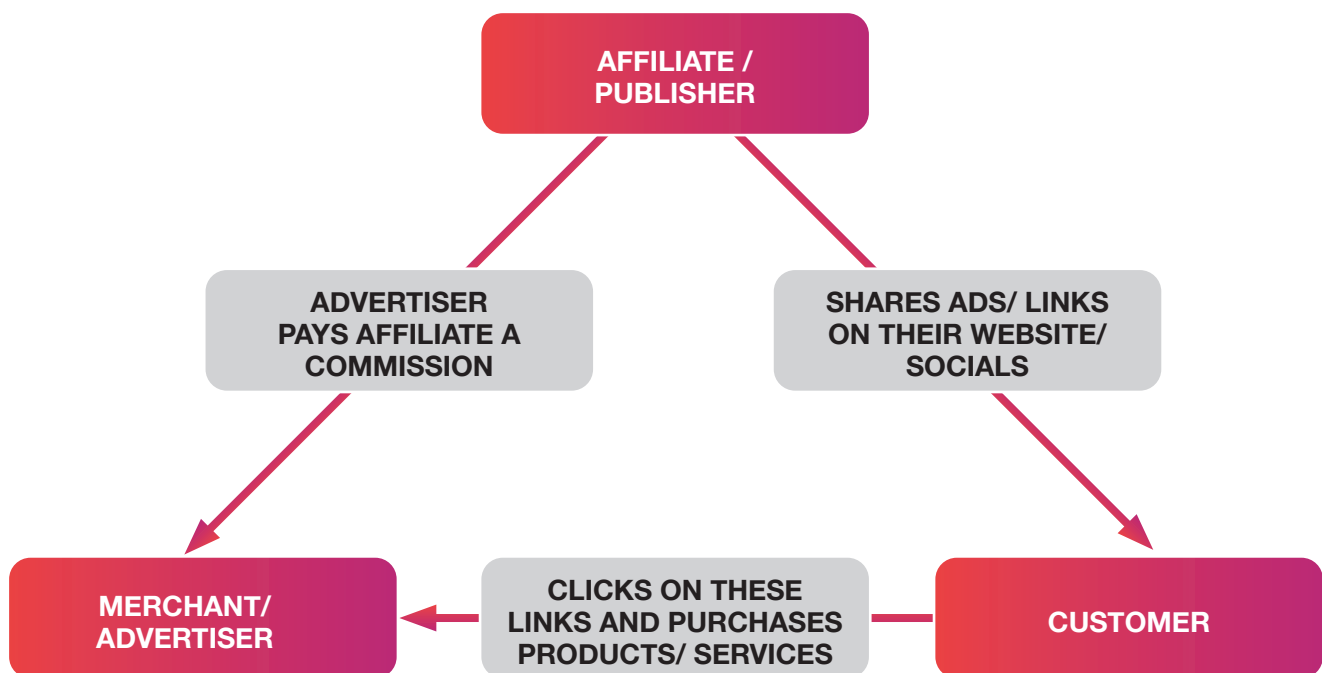 AFFILIATE /
PUBLISHER
ADVERTISER
PAYS AFFILIATE A
COMMISSION
SHARES ADS/ LINKS
ON THEIR WEBSITE/
SOCIALS
MERCHANT/
ADVERTISER
CLICKS ON THESE
LINKS AND PURCHASES
PRODUCTS/ SERVICES
CUSTOMER